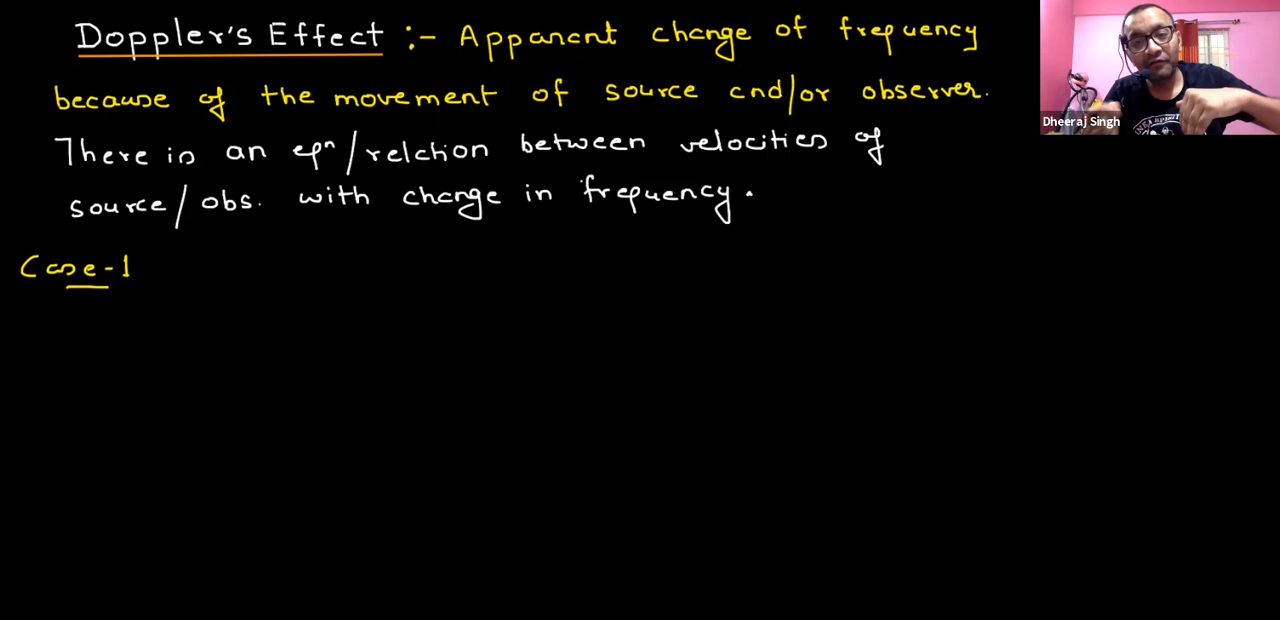 Doppler's Effect :- Apparant change of frequency
because of the movement of source and/or observer.
There is an eqⁿ/relation between velocities of
source/obs. with change in frequency.
Case-1
Dheeraj Singh